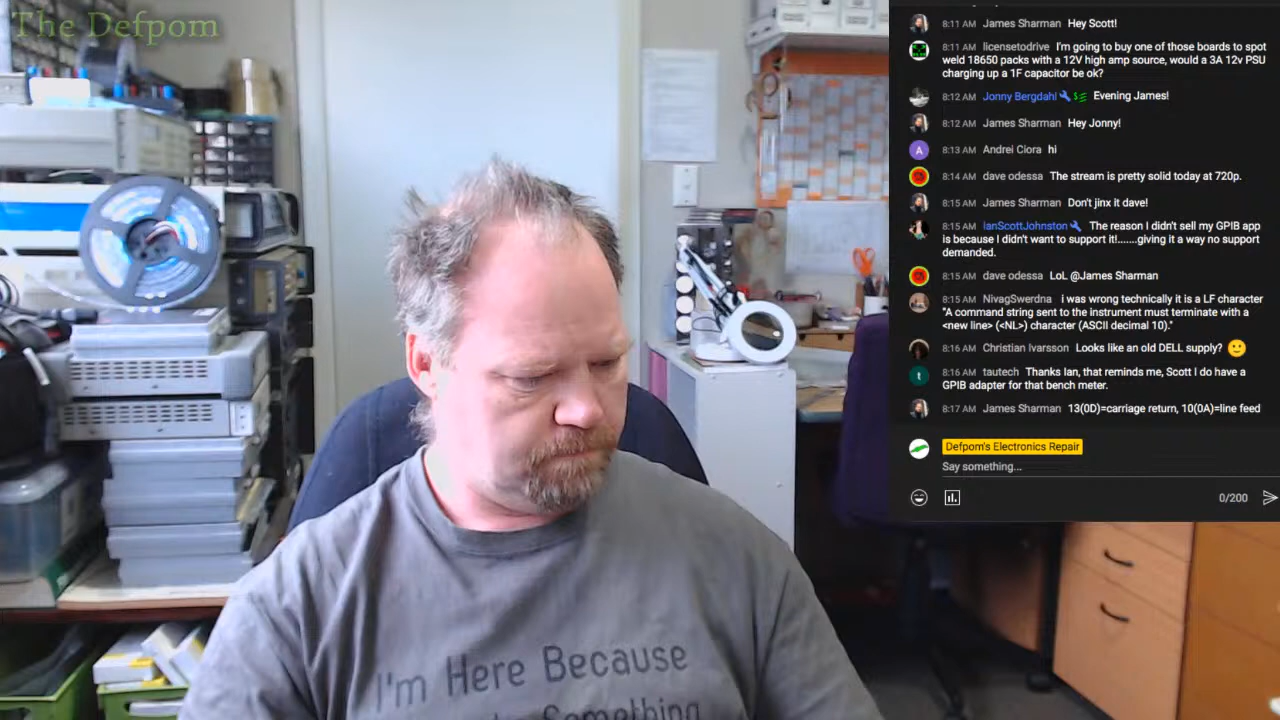 The Defpom
8:11 AM James Sharman Hey Scott!
8:11 AM licensetodrive I'm going to buy one of those boards to spot
weld 18650 packs with a 12V high amp source, would a 3A 12v PSU
charging up a 1F capacitor be ok?
8:12 AM Jonny Bergdahl Evening James!
8:12 AM James Sharman Hey Jonny!
A 8:13 AM Andrei Ciora hi
8:14 AM dave odessa The stream is pretty solid today at 720p.
8:15 AM James Sharman Don't jinx it dave!
8:15 AM IanScottJohnston The reason I didn't sell my GPIB app
is because I didn't want to support it!.......giving it a way no support
demanded.
8:15 AM dave odessa LoL @James Sharman
8:15 AM NivagSwerdna i was wrong technically it is a LF character
"A command string sent to the instrument must terminate with a
<new line> (<NL>) character (ASCII decimal 10)."
8:16 AM Christian Ivarsson Looks like an old DELL supply? 🙂
t 8:16 AM tautech Thanks Ian, that reminds me, Scott I do have a
GPIB adapter for that bench meter.
8:17 AM James Sharman 13(0D)=carriage return, 10(0A)=line feed
Defpom's Electronics Repair
Say something...
0/200
I'm Here Because
Something